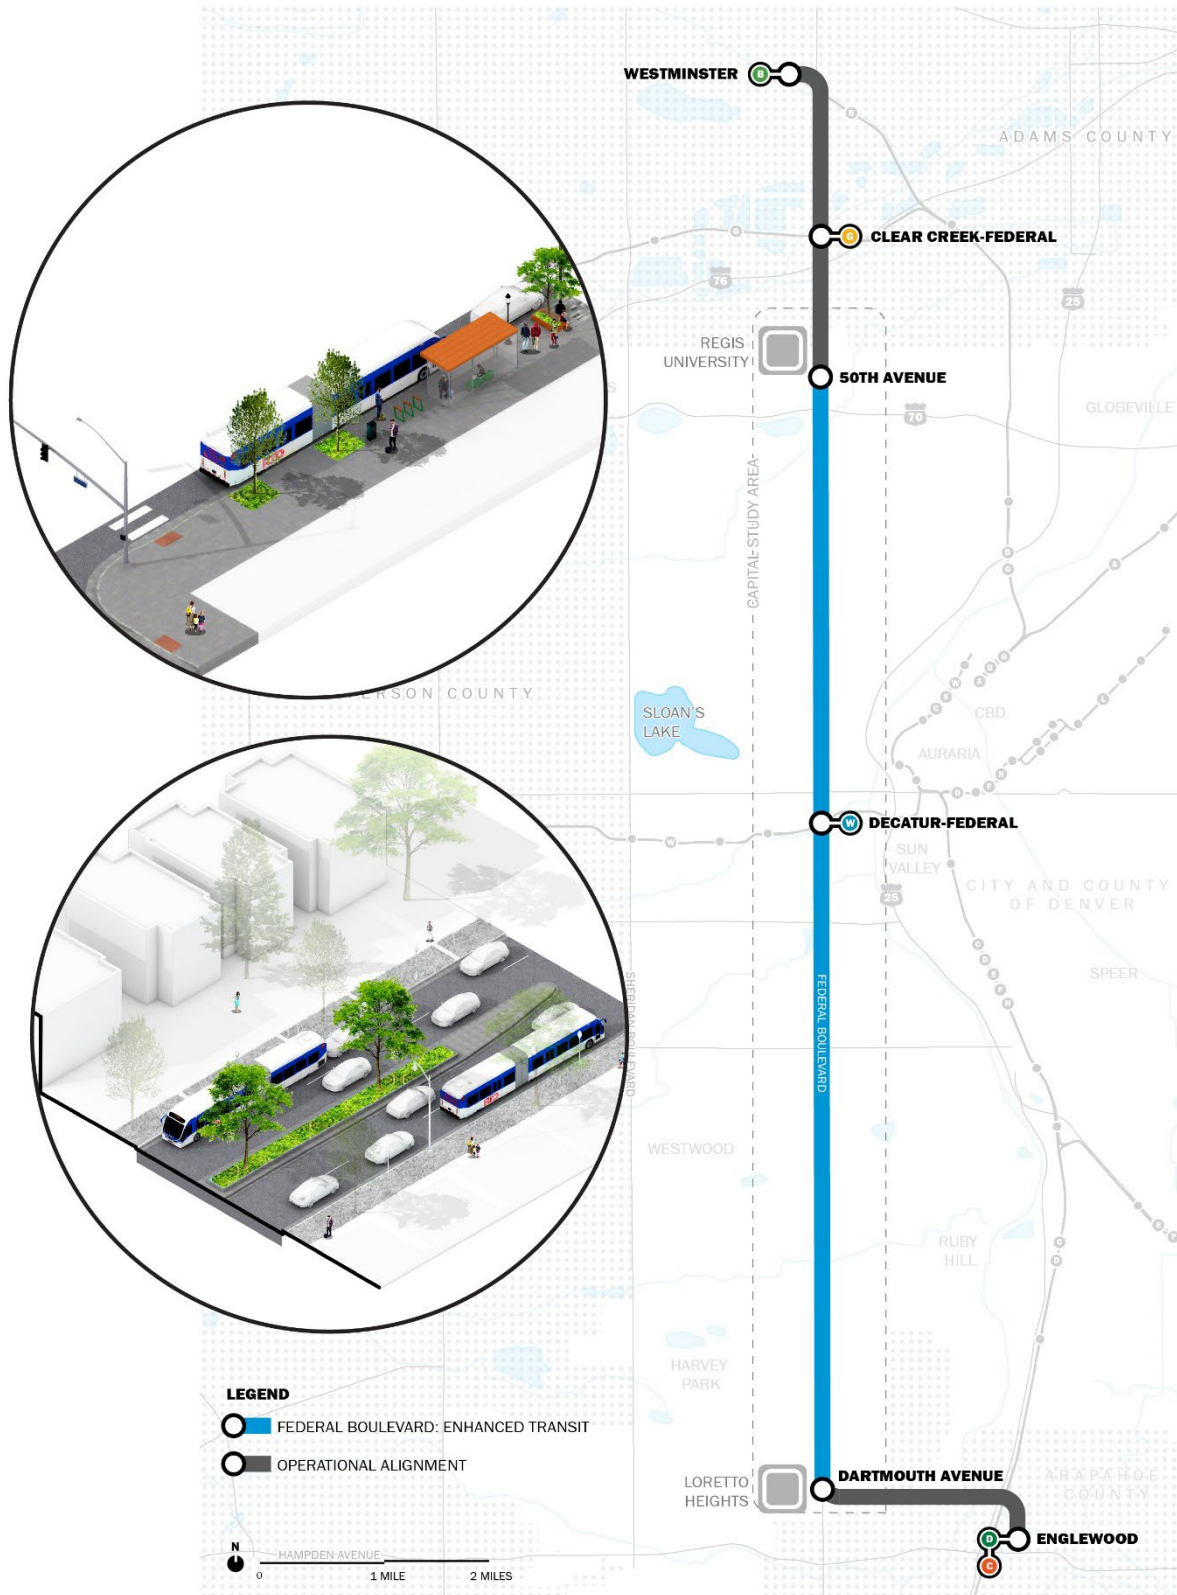 WESTMINSTER
B
B
ADAMS COUNTY
G
G
CLEAR CREEK-FEDERAL
76
25
REGIS
UNIVERSITY
50TH AVENUE
70
GLOBEVILLE
CAPITAL STUDY AREA
B
G
A
ERSON COUNTY
SLOAN'S
LAKE
C E W
A B G
L
CBD
AURARIA
D F H
W
W
DECATUR-FEDERAL
SUN
VALLEY
25
CITY AND COUNTY
OF DENVER
C
D
E
F
H
SPEER
SHERIDAN BOULEVARD
FEDERAL BOULEVARD
RTD
WESTWOOD
RUBY
HILL
E
F
C
D
HARVEY
PARK
LEGEND
FEDERAL BOULEVARD: ENHANCED TRANSIT
OPERATIONAL ALIGNMENT
LORETTO
HEIGHTS
DARTMOUTH AVENUE
ARAPAHOE
COUNTY
D
ENGLEWOOD
C
N
HAMPDEN AVENUE
0
1 MILE
2 MILES